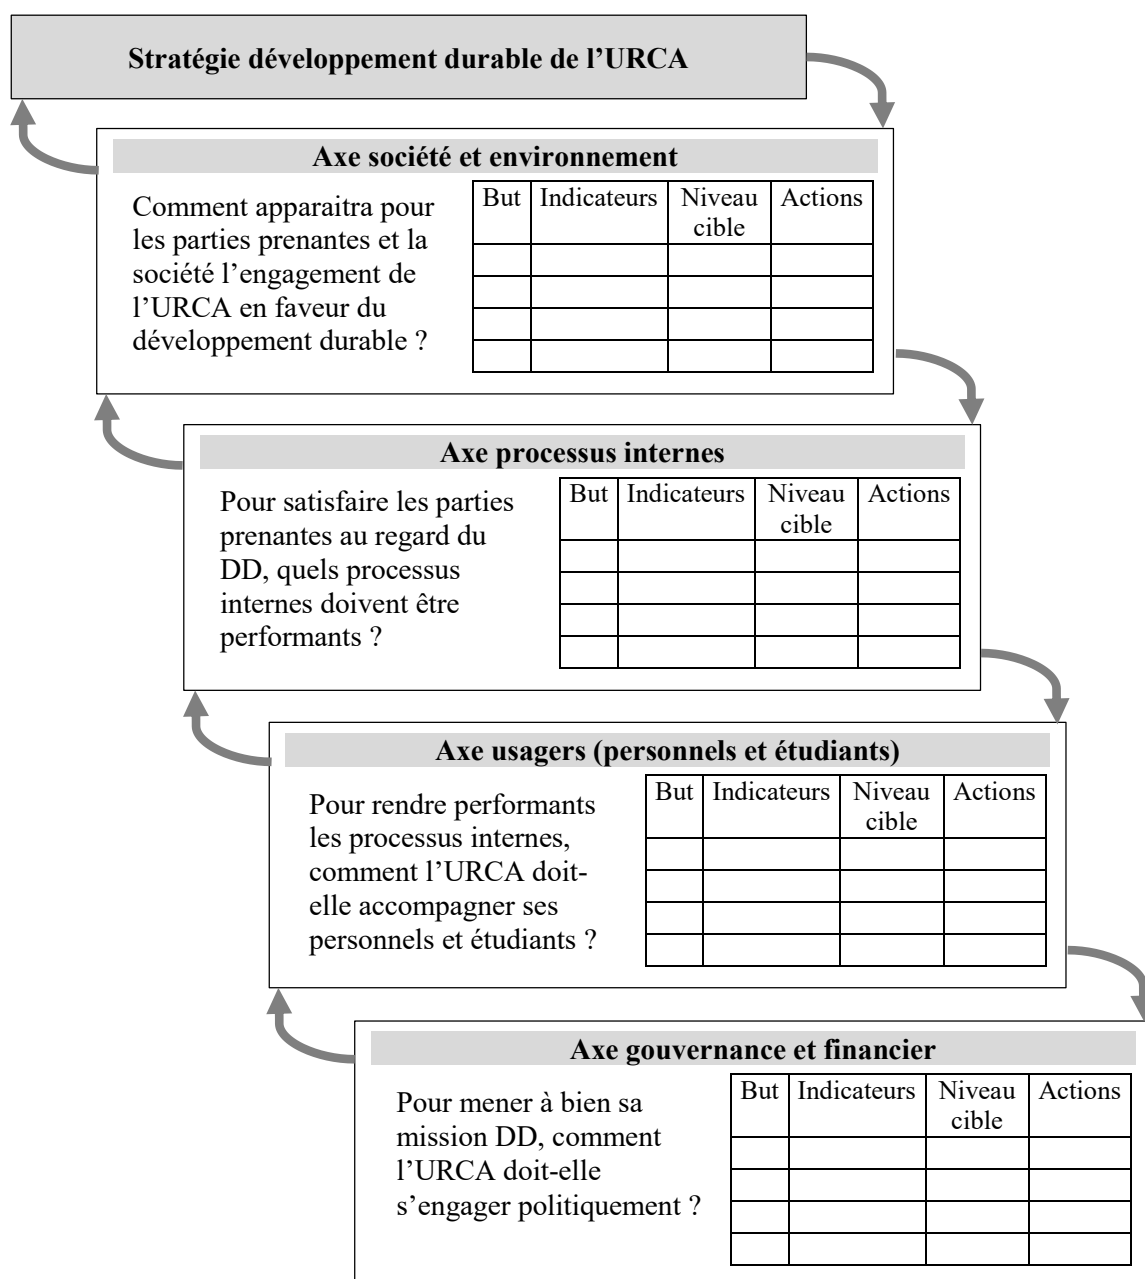 Stratégie développement durable de l’URCA
Axe société et environnement
Comment apparaitra pour
les parties prenantes et la
société l’engagement de
l’URCA en faveur du
développement durable ?
But Indicateurs Niveau cible Actions
Axe processus internes
Pour satisfaire les parties
prenantes au regard du
DD, quels processus
internes doivent être
performants ?
But Indicateurs Niveau cible Actions
Axe usagers (personnels et étudiants)
Pour rendre performants
les processus internes,
comment l’URCA doit-
elle accompagner ses
personnels et étudiants ?
But Indicateurs Niveau cible Actions
Axe gouvernance et financier
Pour mener à bien sa
mission DD, comment
l’URCA doit-elle
s’engager politiquement ?
But Indicateurs Niveau cible Actions